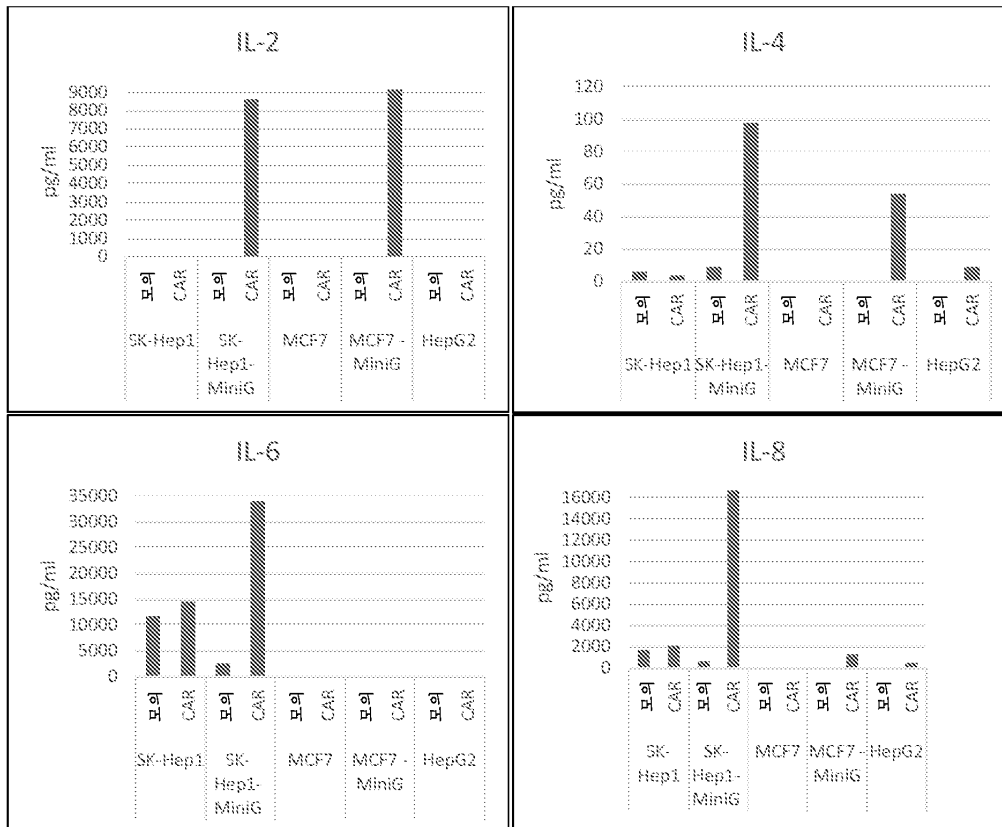 IL-2
pg/ml
9000
8000
7000
6000
5000
4000
3000
2000
1000
0
모의 CAR 모의 CAR 모의 CAR 모의 CAR 모의 CAR
SK-Hep1 SK-Hep1-MiniG MCF7 MCF7 - MiniG HepG2
IL-4
pg/ml
120
100
80
60
40
20
0
모의 CAR 모의 CAR 모의 CAR 모의 CAR 모의 CAR
SK-Hep1 SK-Hep1-MiniG MCF7 MCF7 - MiniG HepG2
IL-6
pg/ml
35000
30000
25000
20000
15000
10000
5000
0
모의 CAR 모의 CAR 모의 CAR 모의 CAR 모의 CAR
SK-Hep1 SK-Hep1-MiniG MCF7 MCF7 - MiniG HepG2
IL-8
pg/ml
16000
14000
12000
10000
8000
6000
4000
2000
0
모의 CAR 모의 CAR 모의 CAR 모의 CAR 모의 CAR
SK-Hep1 SK-Hep1-MiniG MCF7 MCF7 - MiniG HepG2